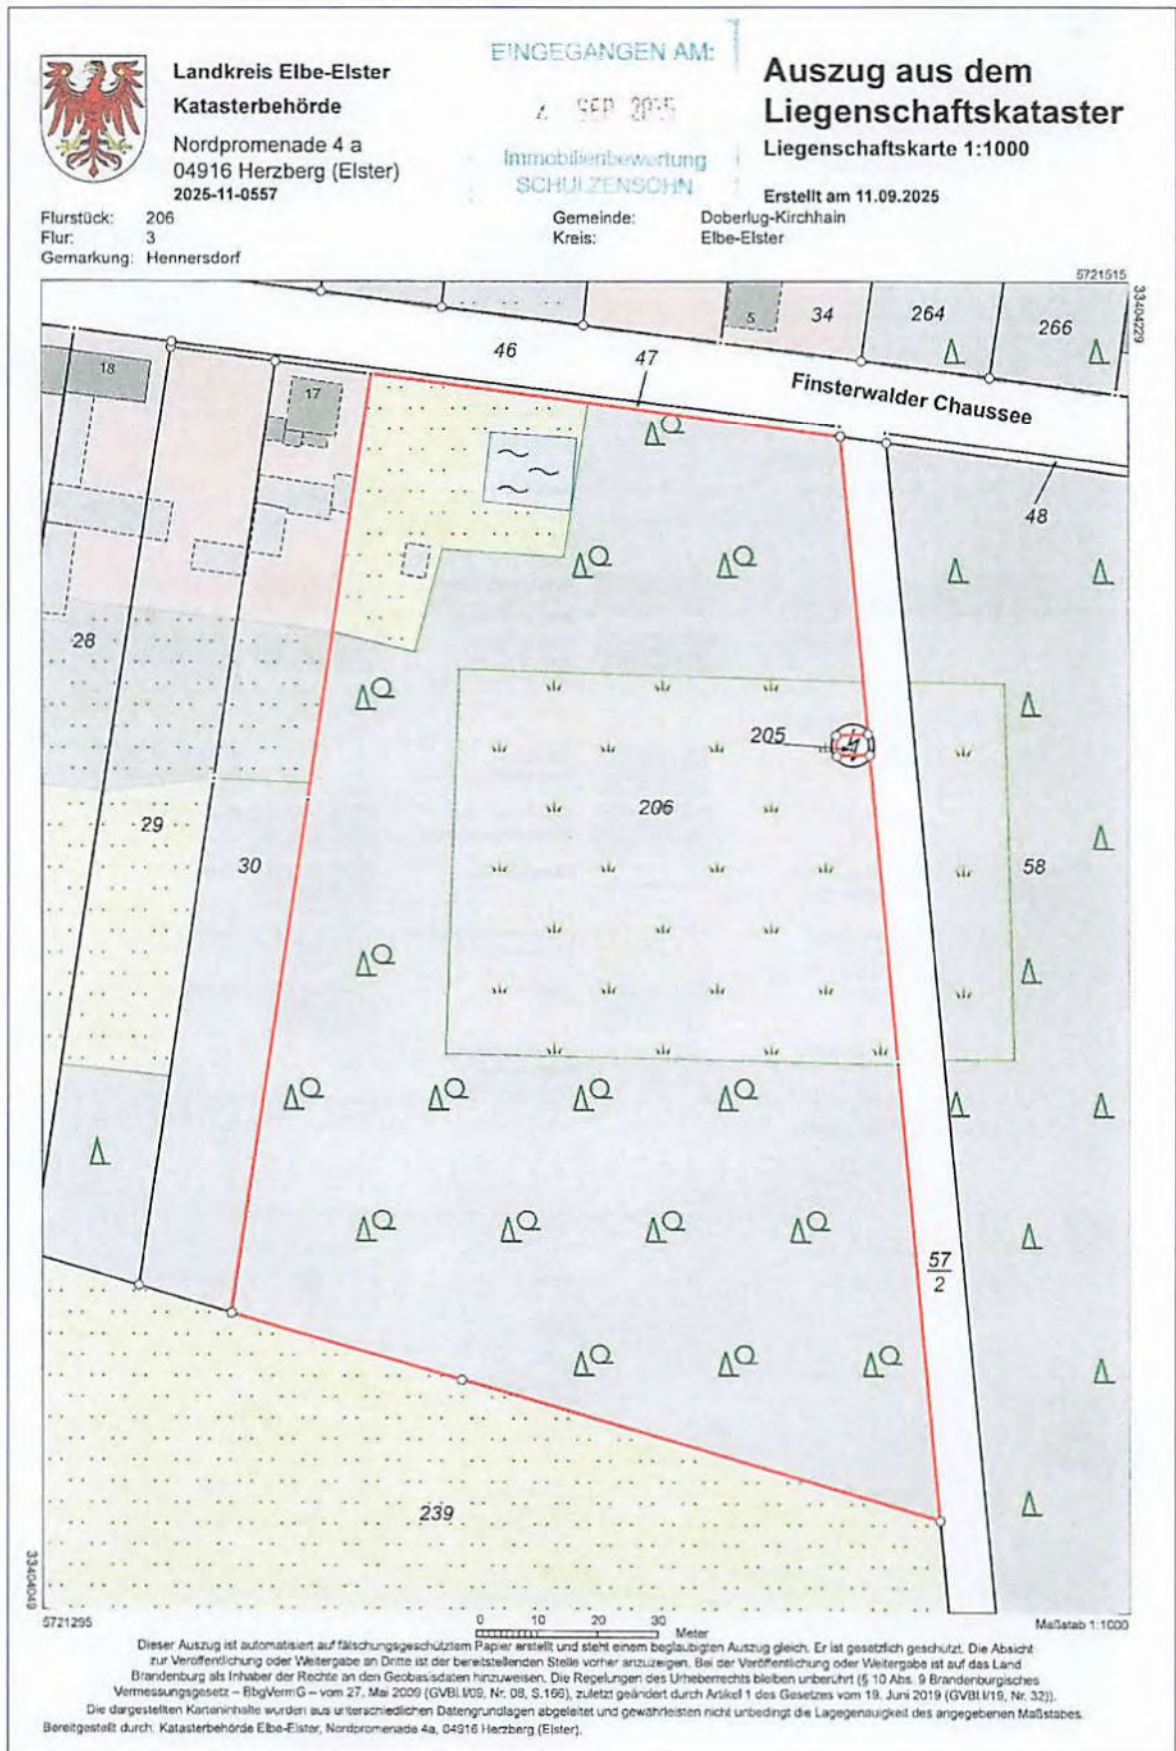 EINGEGANGEN AM:
SEP
Immobilienbewertung
SCHULZENSOHN
Landkreis Elbe-Elster
Katasterbehörde
Nordpromenade 4 a
04916 Herzberg (Elster)
2025-11-0557
Auszug aus dem
Liegenschaftskataster
Liegenschaftskarte 1:1000
Erstellt am 11.09.2025
Flurstück: 206
Flur: 3
Gemarkung: Hennersdorf
Gemeinde: Doberlug-Kirchhain
Kreis: Elbe-Elster
5721515
33404229
5
34
264
266
46
47
Finsterwalder Chaussee
18
17
48
28
205
206
29
30
58
57
2
239
33404049
5721295
0 10 20 30
Meter
Maßstab 1:1000
Dieser Auszug ist automatisiert auf fälschungsgeschütztem Papier erstellt und steht einem beglaubigten Auszug gleich. Er ist gesetzlich geschützt. Die Absicht
zur Veröffentlichung oder Weitergabe an Dritte ist der bereitstellenden Stelle vorher anzuzeigen. Bei der Veröffentlichung oder Weitergabe ist auf das Land
Brandenburg als Inhaber der Rechte an den Geobasisdaten hinzuweisen. Die Regelungen des Urheberrechts bleiben unberührt (§ 10 Abs. 9 Brandenburgisches
Vermessungsgesetz – BbgVermG – vom 27. Mai 2009 (GVBl.I/09, Nr. 08, S.166), zuletzt geändert durch Artikel 1 des Gesetzes vom 19. Juni 2019 (GVBl.I/19, Nr. 32)).
Die dargestellten Karteninhalte wurden aus unterschiedlichen Datengrundlagen abgeleitet und gewährleisten nicht unbedingt die Lagegenauigkeit des angegebenen Maßstabes.
Bereitgestellt durch: Katasterbehörde Elbe-Elster, Nordpromenade 4a, 04916 Herzberg (Elster).